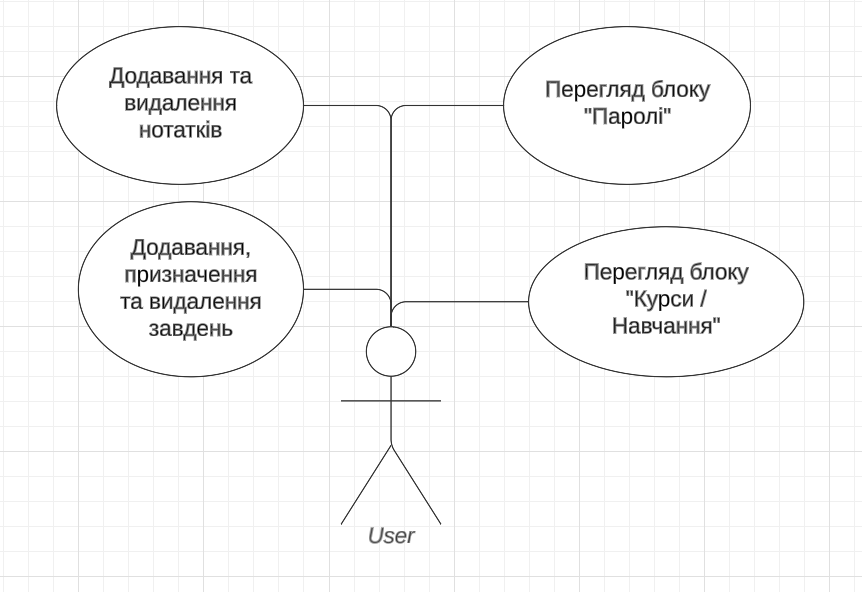 Додавання та
видалення
нотатків
Перегляд блоку
"Паролі"
Додавання,
призначення
та видалення
завдень
Перегляд блоку
"Курси /
Навчання"
User